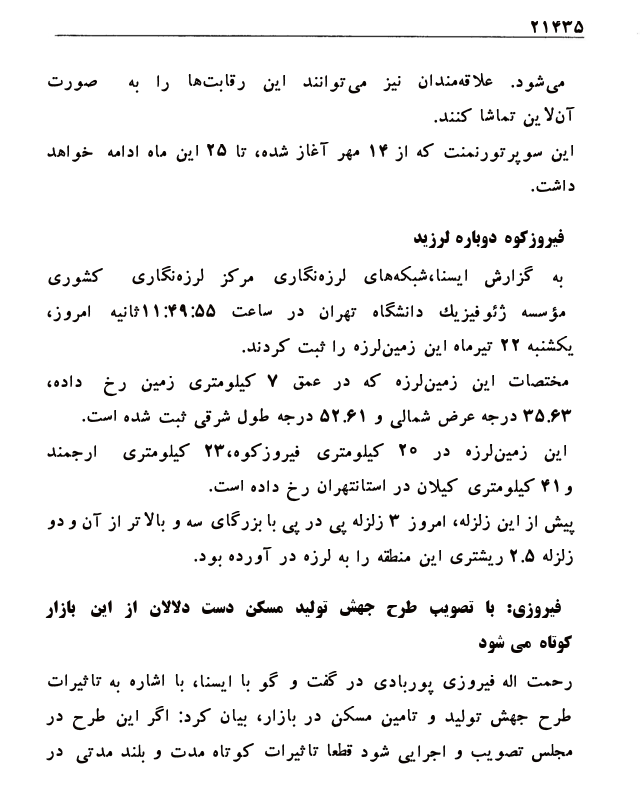 ۲۱۴۳۵
می‌شود. علاقه‌مندان نیز می‌توانند این رقابت‌ها را به صورت
آن‌لاین تماشا کنند.
این سوپرتورنمنت که از ۱۴ مهر آغاز شده، تا ۲۵ این ماه ادامه خواهد
داشت.
فیروزکوه دوباره لرزید
به گزارش ایسنا،شبکه‌های لرزه‌نگاری مرکز لرزه‌نگاری کشوری
مؤسسه ژئوفیزیك دانشگاه تهران در ساعت ۱۱:۴۹:۵۵ثانیه امروز،
یکشنبه ۲۲ تیرماه این زمین‌لرزه را ثبت کردند.
مختصات این زمین‌لرزه که در عمق ۷ کیلومتری زمین رخ داده،
۳۵.۶۳ درجه عرض شمالی و ۵۲.۶۱ درجه طول شرقی ثبت شده است.
این زمین‌لرزه در ۲۰ کیلومتری فیروزکوه،۲۳ کیلومتری ارجمند
و ۴۱ کیلومتری کیلان در استانتهران رخ داده است.
پیش از این زلزله، امروز ۳ زلزله پی در پی با بزرگای سه و بالاتر از آن و دو
زلزله ۲.۵ ریشتری این منطقه را به لرزه در آورده بود.
فیروزی: با تصویب طرح جهش تولید مسکن دست دلالان از این بازار
کوتاه می شود
رحمت اله فیروزی پوربادی در گفت و گو با ایسنا، با اشاره به تاثیرات
طرح جهش تولید و تامین مسکن در بازار، بیان کرد: اگر این طرح در
مجلس تصویب و اجرایی شود قطعا تاثیرات کوتاه مدت و بلند مدتی در